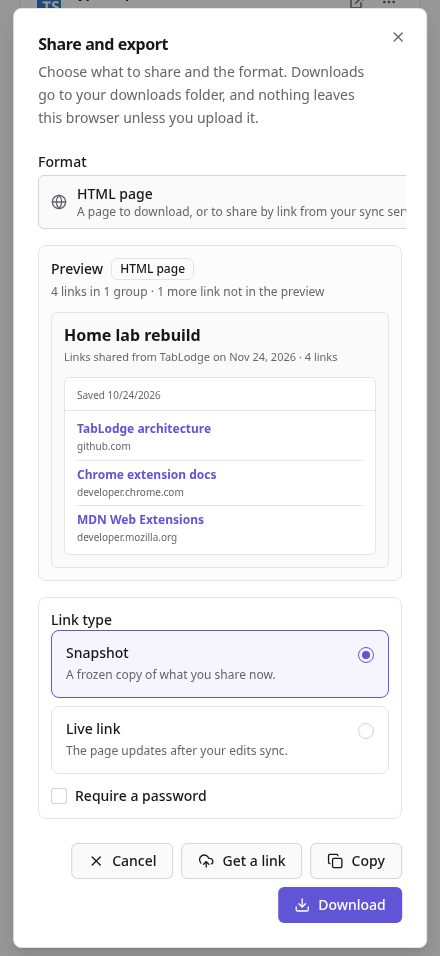 TS
Share and export
Choose what to share and the format. Downloads
go to your downloads folder, and nothing leaves
this browser unless you upload it.
Format
HTML page
A page to download, or to share by link from your sync
Preview HTML page
4 links in 1 group · 1 more link not in the preview
Home lab rebuild
Links shared from TabLodge on Nov 24, 2026 · 4 links
Saved 10/24/2026
TabLodge architecture
github.com
Chrome extension docs
developer.chrome.com
MDN Web Extensions
developer.mozilla.org
Link type
Snapshot
A frozen copy of what you share now.
Live link
The page updates after your edits sync.
Require a password
Cancel Get a link Copy
Download